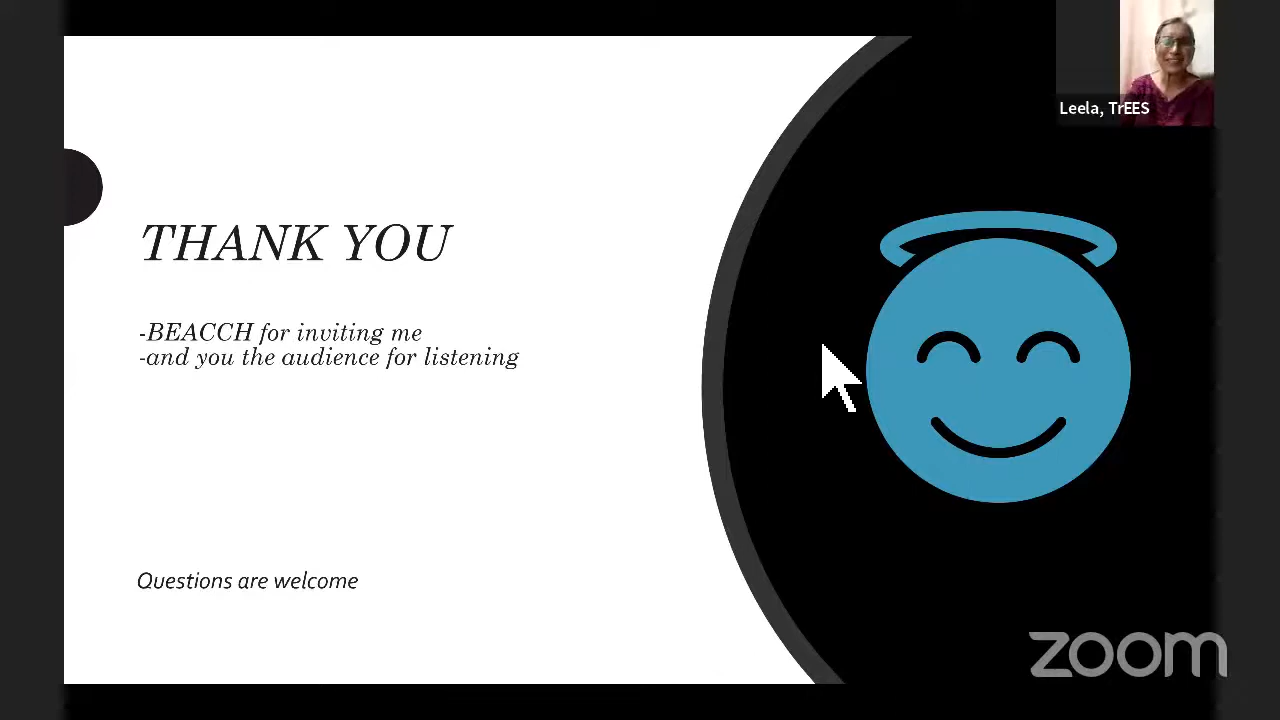 Leela, TrEES
THANK YOU
-BEACCH for inviting me
-and you the audience for listening
Questions are welcome
zoom